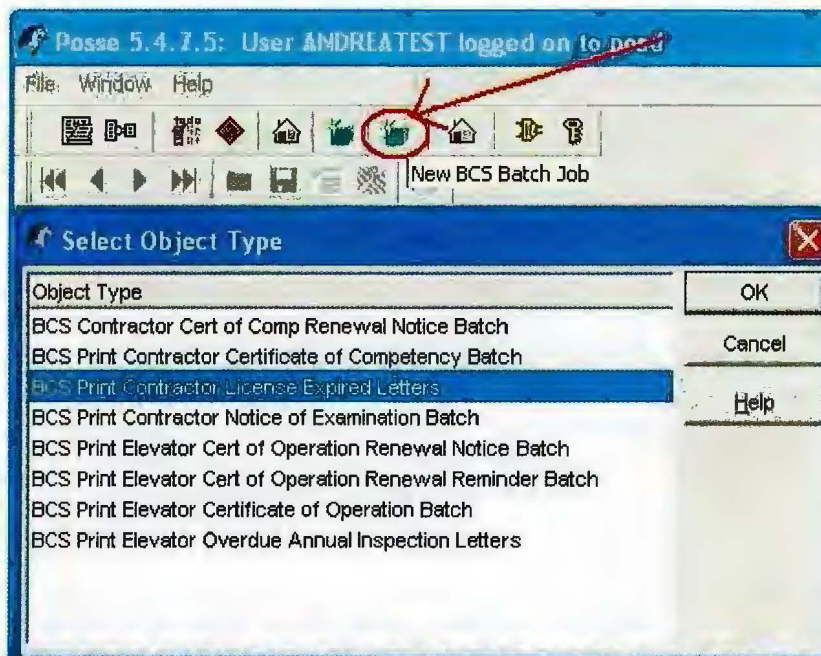 Posse 5.4.7.5: User ANDREATEST logged on to
File Window Help
New BCS Batch Job
Select Object Type
Object Type
OK
BCS Contractor Cert of Comp Renewal Notice Batch
Cancel
BCS Print Contractor Certificate of Competency Batch
BCS Print Contractor License Expired Letters
Help
BCS Print Contractor Notice of Examination Batch
BCS Print Elevator Cert of Operation Renewal Notice Batch
BCS Print Elevator Cert of Operation Renewal Reminder Batch
BCS Print Elevator Certificate of Operation Batch
BCS Print Elevator Overdue Annual Inspection Letters